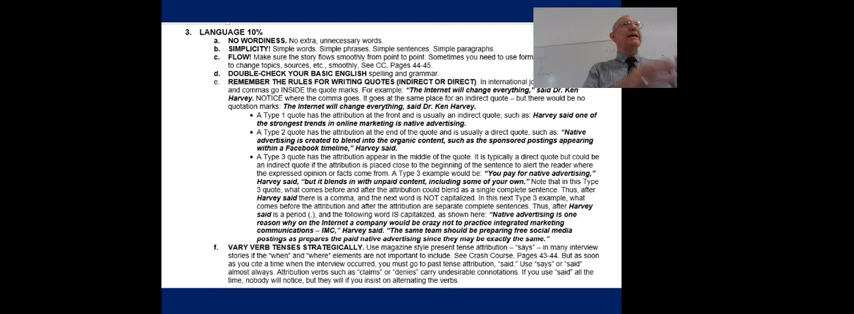 3. LANGUAGE 10%
a. NO WORDINESS. No extra, unnecessary words.
b. SIMPLICITY! Simple words. Simple phrases. Simple sentences. Simple paragraphs.
c. FLOW! Make sure the story flows smoothly from point to point. Sometimes you need to use
to change topics, sources, etc., smoothly, See CC, Pages 44-45.
d. DOUBLE-CHECK YOUR BASIC ENGLISH spelling and grammar.
e. REMEMBER THE RULES FOR WRITING QUOTES (INDIRECT OR DIRECT). In international
and commas go INSIDE the quote marks. For example: "The Internet will change everything," said Dr. Ken
Harvey. NOTICE where the comma goes. It goes at the same place for an indirect quote – but there would be no
quotation marks: The Internet will change everything, said Dr. Ken Harvey.
• A Type 1 quote has the attribution at the front and is usually an indirect quote, such as: Harvey said one of
the strongest trends in online marketing is native advertising.
• A Type 2 quote has the attribution at the end of the quote and is usually a direct quote, such as: "Native
advertising is created to blend into the organic content, such as the sponsored postings appearing
within a Facebook timeline," Harvey said.
• A Type 3 quote has the attribution appear in the middle of the quote. It is typically a direct quote but could be
an indirect quote if the attribution is placed close to the beginning of the sentence to alert the reader where
the expressed opinion or facts come from. A Type 3 example would be: "You pay for native advertising,"
Harvey said, "but it blends in with unpaid content, including some of your own." Note that in this Type
3 quote, what comes before and after the attribution could blend as a single complete sentence. Thus, after
Harvey said there is a comma, and the next word is NOT capitalized. In this next Type 3 example, what
comes before the attribution and after the attribution are separate complete sentences. Thus, after Harvey
said is a period (.), and the following word IS capitalized, as shown here: "Native advertising is one
reason why on the Internet a company would be crazy not to practice integrated marketing
communications – IMC," Harvey said. "The same team should be preparing free social media
postings as prepares the paid native advertising since they may be exactly the same."
f. VARY VERB TENSES STRATEGICALLY. Use magazine style present tense attribution – "says" – in many interview
stories if the "when" and "where" elements are not important to include. See Crash Course, Pages 43-44. But as soon
as you cite a time when the interview occurred, you must go to past tense attribution, "said." Use "says" or "said"
almost always. Attribution verbs such as "claims" or "denies" carry undesirable connotations. If you use "said" all the
time, nobody will notice, but they will if you insist on alternating the verbs.